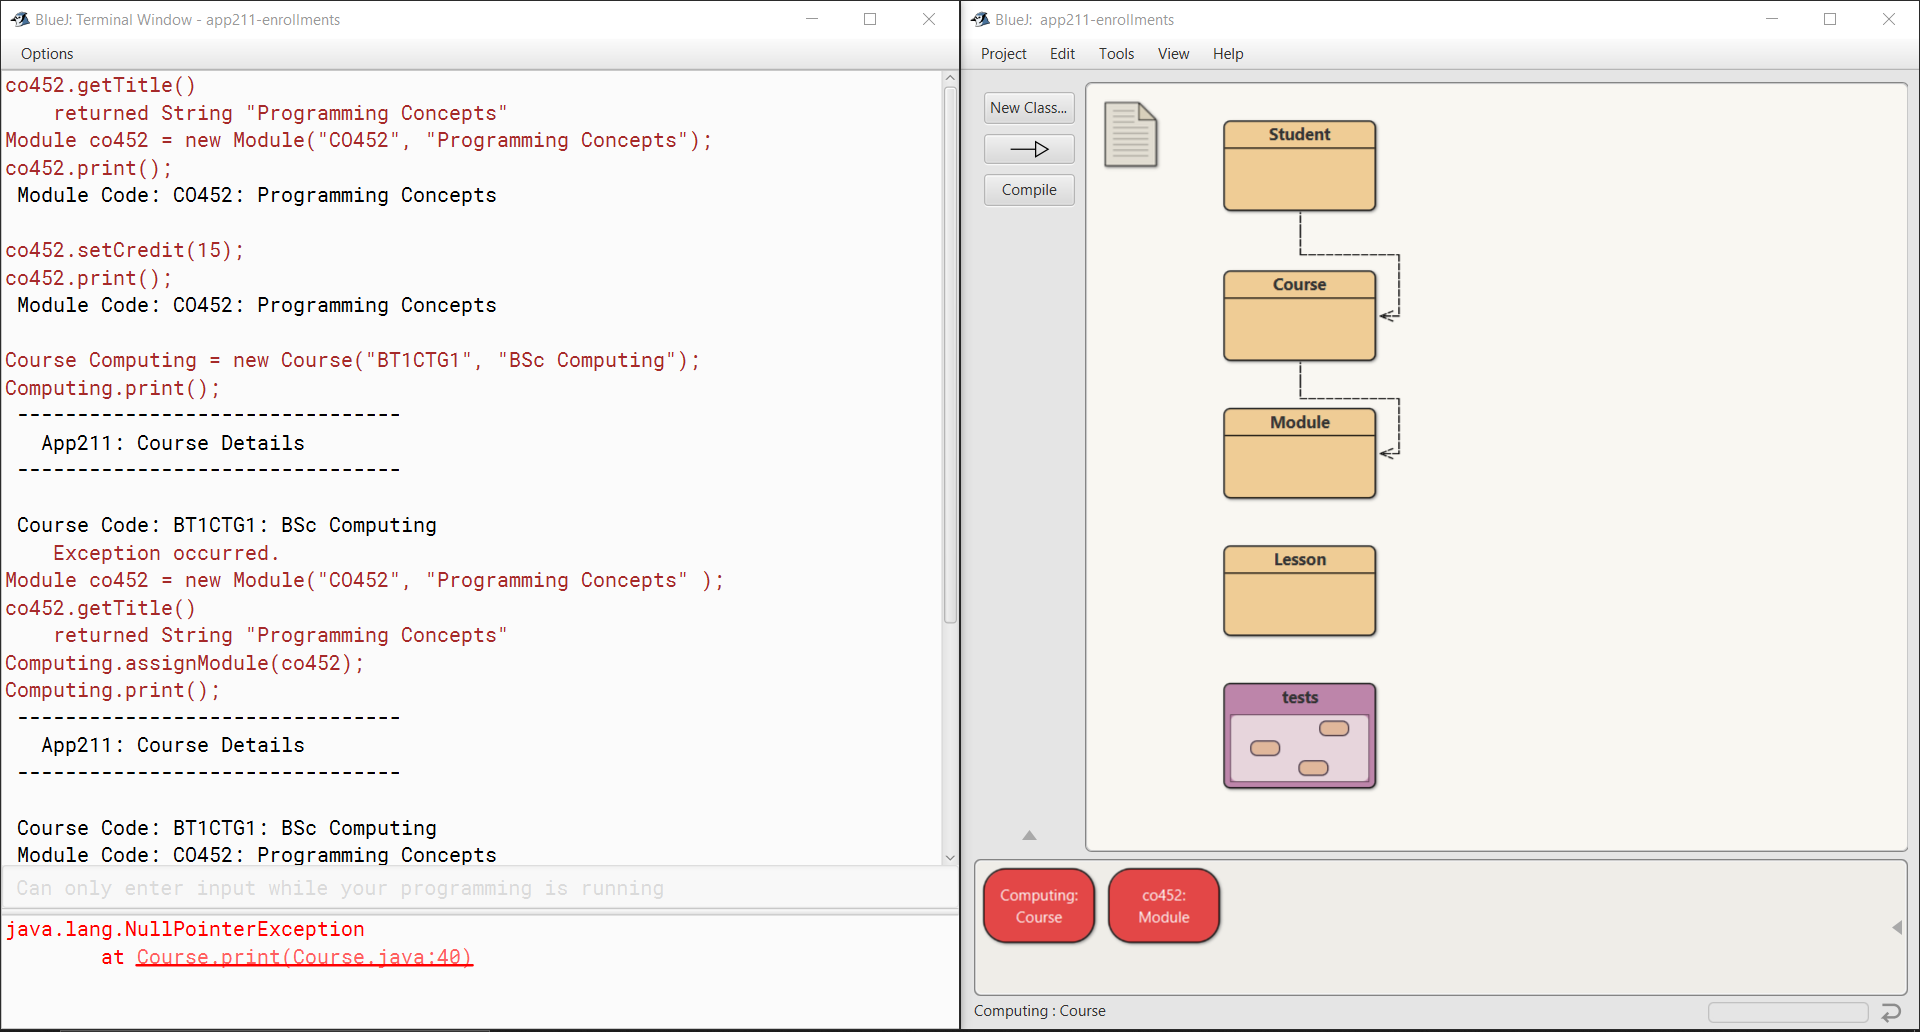 BlueJ: Terminal Window - app211-enrollments
Options
co452.getTitle()
    returned String "Programming Concepts"
Module co452 = new Module("CO452", "Programming Concepts");
co452.print();
 Module Code: CO452: Programming Concepts
co452.setCredit(15);
co452.print();
 Module Code: CO452: Programming Concepts
Course Computing = new Course("BT1CTG1", "BSc Computing");
Computing.print();
 --------------------------------
   App211: Course Details
 --------------------------------
 Course Code: BT1CTG1: BSc Computing
    Exception occurred.
Module co452 = new Module("CO452", "Programming Concepts" );
co452.getTitle()
    returned String "Programming Concepts"
Computing.assignModule(co452);
Computing.print();
 --------------------------------
   App211: Course Details
 --------------------------------
 Course Code: BT1CTG1: BSc Computing
 Module Code: CO452: Programming Concepts
Can only enter input while your programming is running
java.lang.NullPointerException
        at Course.print(Course.java:40)
BlueJ: app211-enrollments
Project Edit Tools View Help
New Class...
Compile
Student
Course
Module
Lesson
tests
Computing:
Course
co452:
Module
Computing : Course